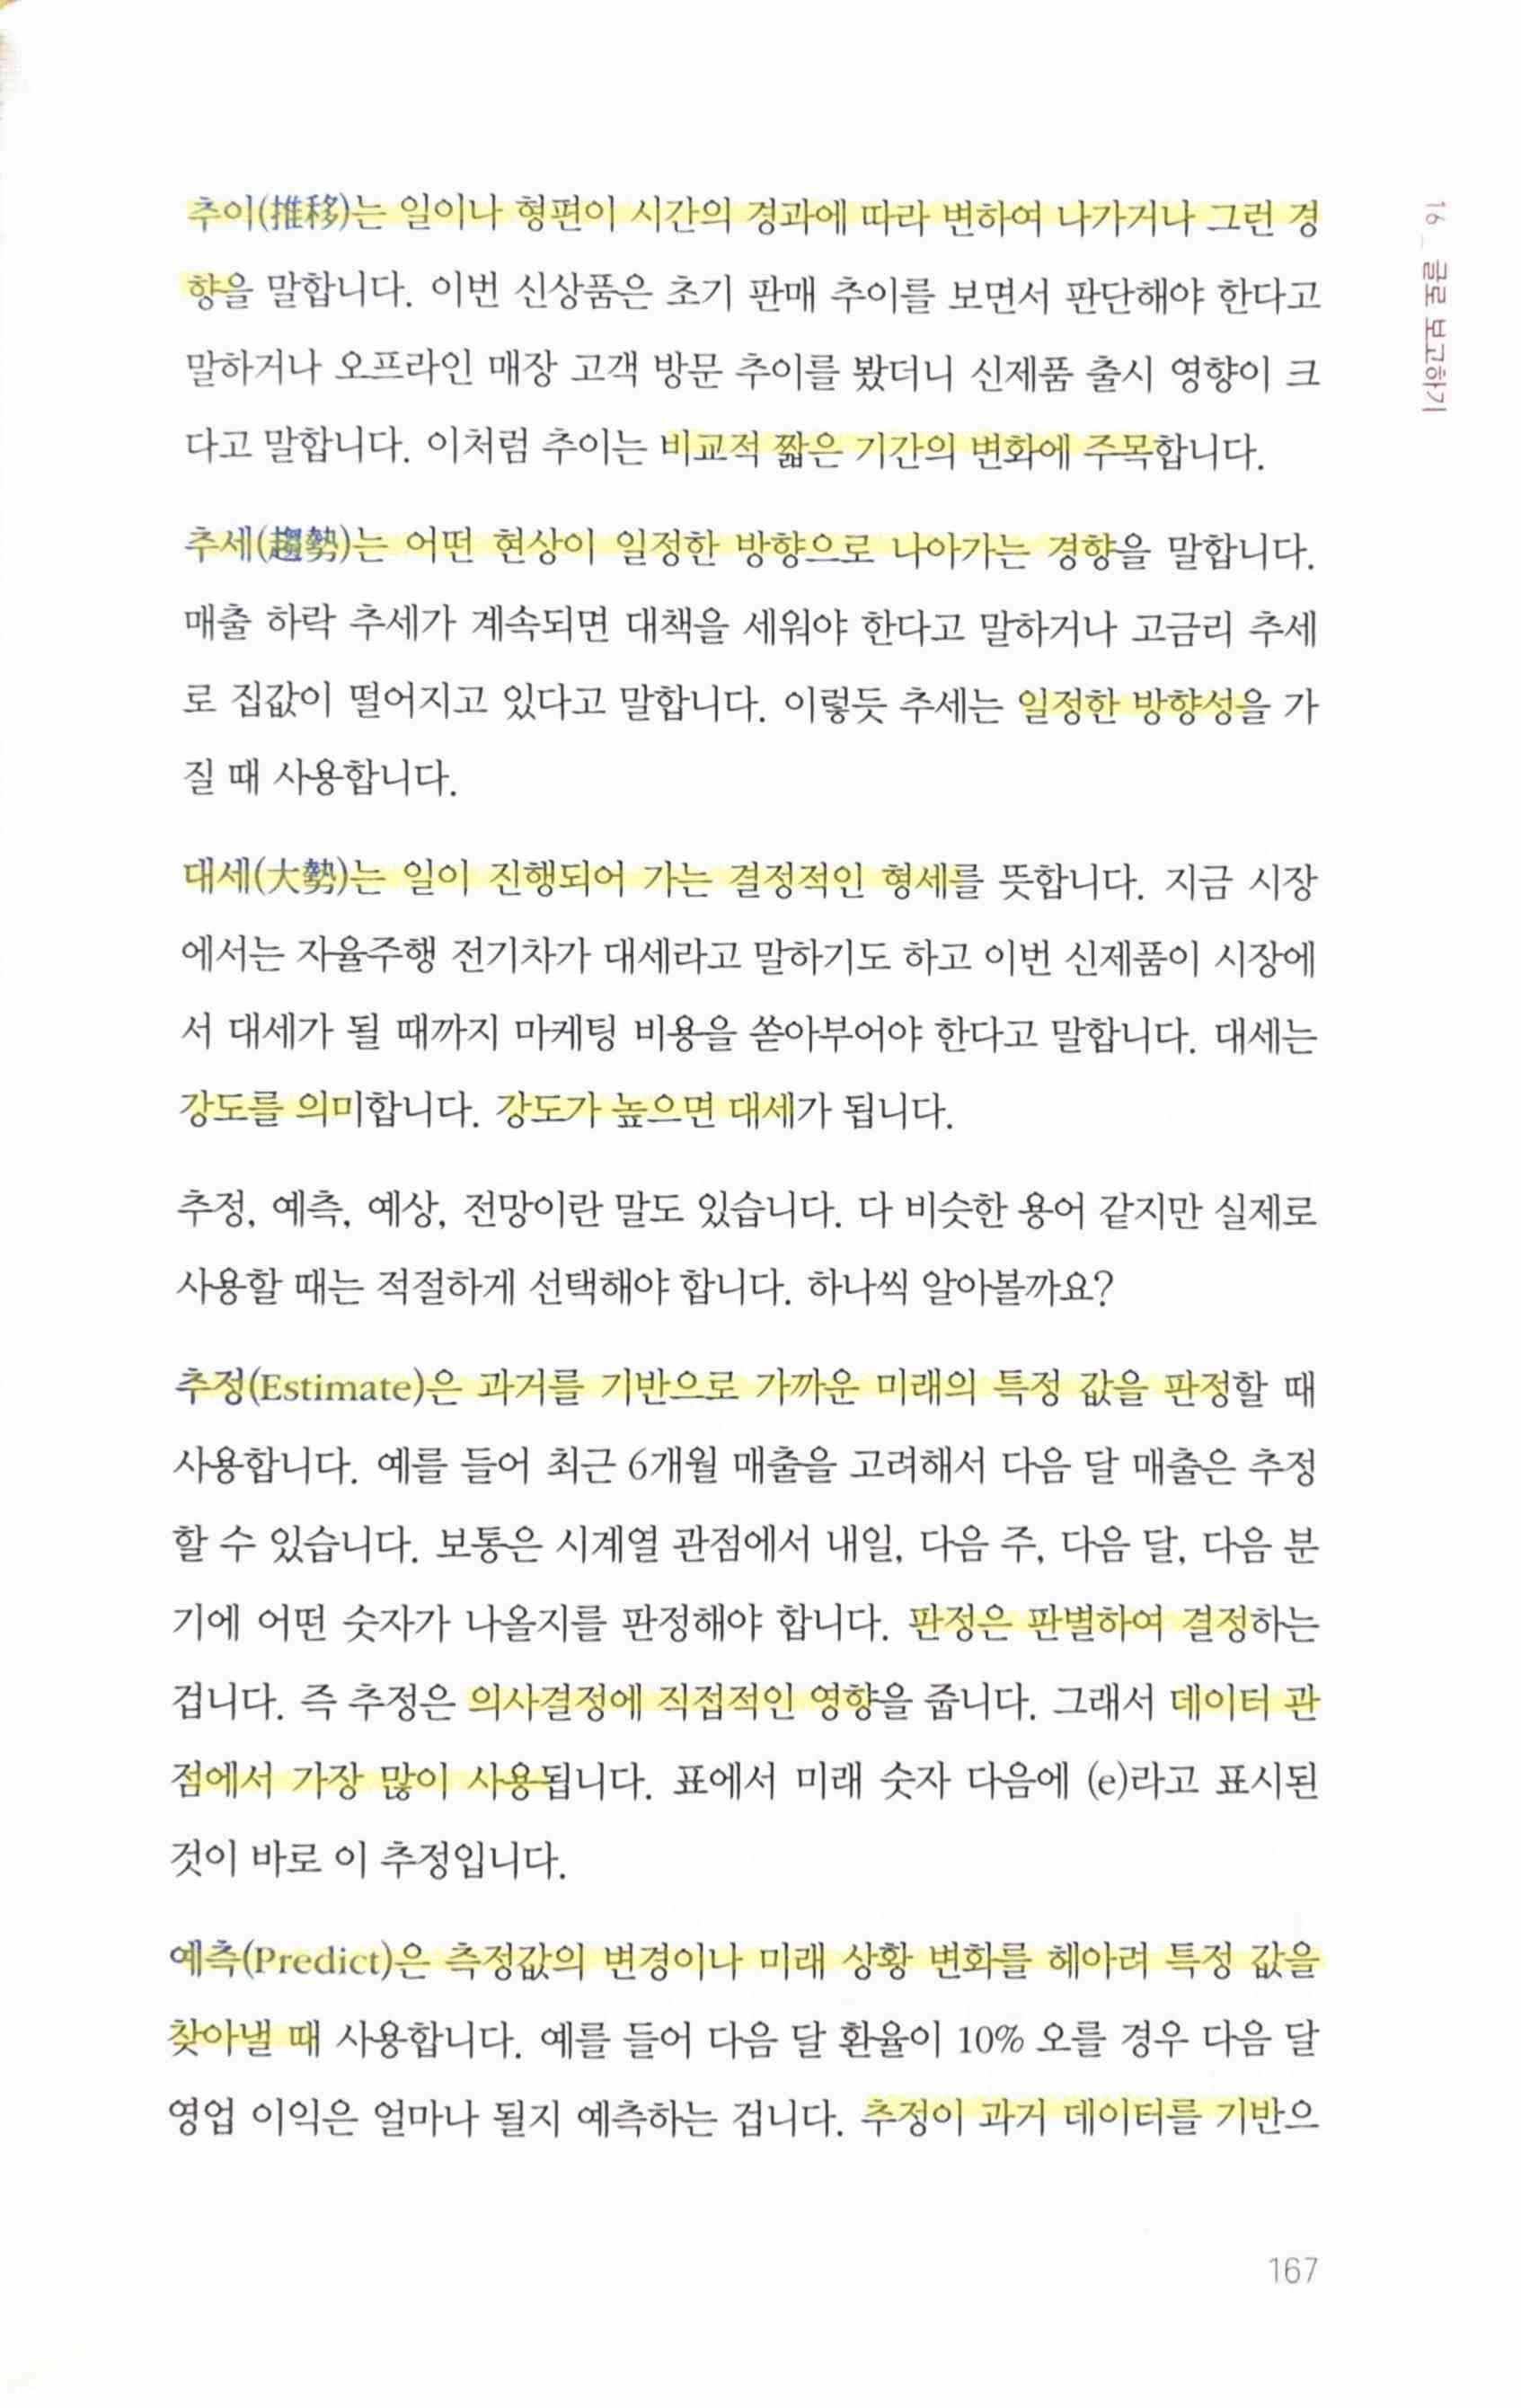 추이(推移)는 일이나 형편이 시간의 경과에 따라 변하여 나가거나 그런 경
향을 말합니다. 이번 신상품은 초기 판매 추이를 보면서 판단해야 한다고
말하거나 오프라인 매장 고객 방문 추이를 봤더니 신제품 출시 영향이 크
다고 말합니다. 이처럼 추이는 비교적 짧은 기간의 변화에 주목합니다.
추세(趨勢)는 어떤 현상이 일정한 방향으로 나아가는 경향을 말합니다.
매출 하락 추세가 계속되면 대책을 세워야 한다고 말하거나 고금리 추세
로 집값이 떨어지고 있다고 말합니다. 이렇듯 추세는 일정한 방향성을 가
질 때 사용합니다.
대세(大勢)는 일이 진행되어 가는 결정적인 형세를 뜻합니다. 지금 시장
에서는 자율주행 전기차가 대세라고 말하기도 하고 이번 신제품이 시장에
서 대세가 될 때까지 마케팅 비용을 쏟아부어야 한다고 말합니다. 대세는
강도를 의미합니다. 강도가 높으면 대세가 됩니다.
추정, 예측, 예상, 전망이란 말도 있습니다. 다 비슷한 용어 같지만 실제로
사용할 때는 적절하게 선택해야 합니다. 하나씩 알아볼까요?
추정(Estimate)은 과거를 기반으로 가까운 미래의 특정 값을 판정할 때
사용합니다. 예를 들어 최근 6개월 매출을 고려해서 다음 달 매출은 추정
할 수 있습니다. 보통은 시계열 관점에서 내일, 다음 주, 다음 달, 다음 분
기에 어떤 숫자가 나올지를 판정해야 합니다. 판정은 판별하여 결정하는
겁니다. 즉 추정은 의사결정에 직접적인 영향을 줍니다. 그래서 데이터 관
점에서 가장 많이 사용됩니다. 표에서 미래 숫자 다음에 (e)라고 표시된
것이 바로 이 추정입니다.
예측(Predict)은 측정값의 변경이나 미래 상황 변화를 헤아려 특정 값을
찾아낼 때 사용합니다. 예를 들어 다음 달 환율이 10% 오를 경우 다음 달
영업 이익은 얼마나 될지 예측하는 겁니다. 추정이 과거 데이터를 기반으
16_ 글로 보고하기
167